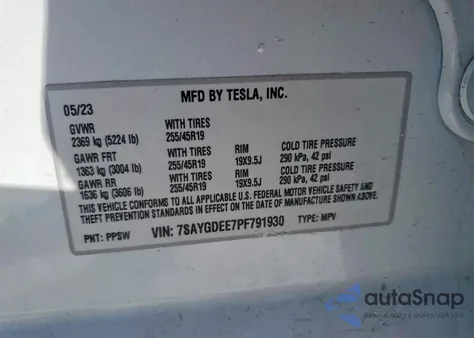 MFD BY TESLA, INC.
05/23
GVWR WITH TIRES
2369 kg (5224 lb) 255/45R19
GAWR FRT WITH TIRES RIM COLD TIRE PRESSURE
1363 kg (3004 lb) 255/45R19 19X9.5J 290 kPa, 42 psi
GAWR RR WITH TIRES RIM COLD TIRE PRESSURE
1636 kg (3606 lb) 255/45R19 19X9.5J 290 kPa, 42 psi
THIS VEHICLE CONFORMS TO ALL APPLICABLE U.S. FEDERAL MOTOR VEHICLE SAFETY AND
THEFT PREVENTION STANDARDS IN EFFECT ON THE DATE OF MANUFACTURE SHOWN ABOVE.
PNT: PPSW VIN: 7SAYGDEE7PF791930 TYPE: MPV
autoSnap